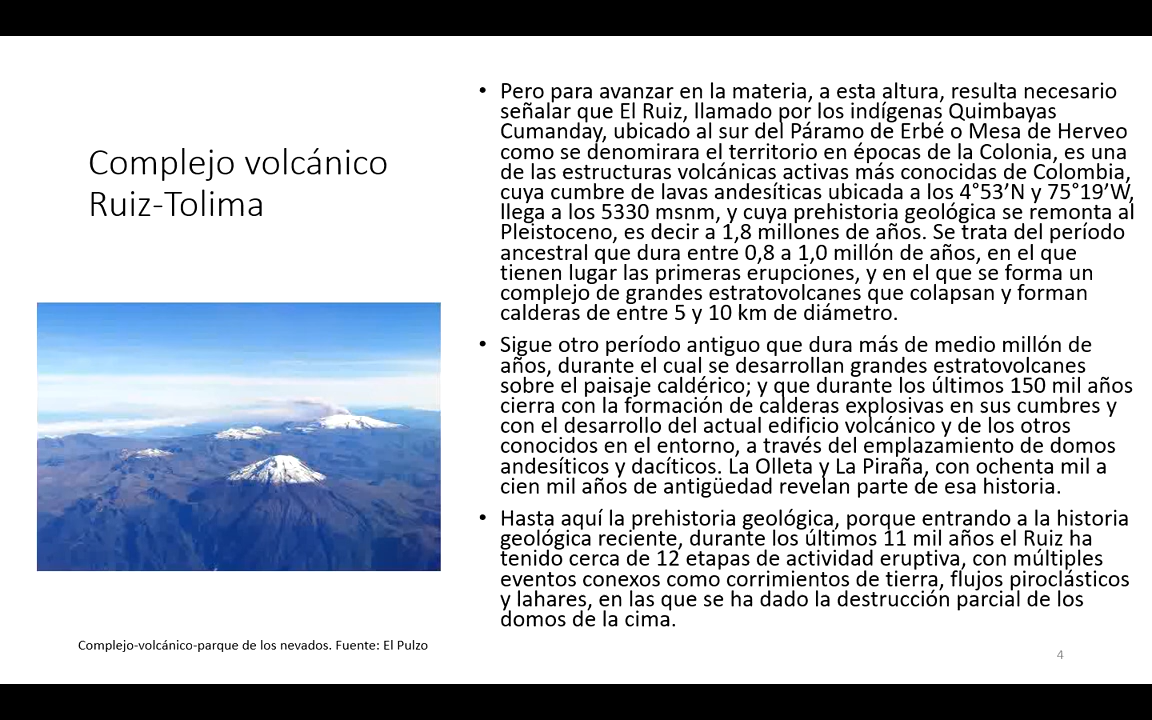 Complejo volcánico
Ruiz-Tolima
Complejo-volcánico-parque de los nevados. Fuente: El Pulzo
• Pero para avanzar en la materia, a esta altura, resulta necesario
señalar que El Ruiz, llamado por los indígenas Quimbayas
Cumanday, ubicado al sur del Páramo de Erbé o Mesa de Herveo
como se denomirara el territorio en épocas de la Colonia, es una
de las estructuras volcánicas activas más conocidas de Colombia,
cuya cumbre de lavas andesíticas ubicada a los 4°53’N y 75°19’W,
llega a los 5330 msnm, y cuya prehistoria geológica se remonta al
Pleistoceno, es decir a 1,8 millones de años. Se trata del período
ancestral que dura entre 0,8 a 1,0 millón de años, en el que
tienen lugar las primeras erupciones, y en el que se forma un
complejo de grandes estratovolcanes que colapsan y forman
calderas de entre 5 y 10 km de diámetro.
• Sigue otro período antiguo que dura más de medio millón de
años, durante el cual se desarrollan grandes estratovolcanes
sobre el paisaje caldérico; y que durante los últimos 150 mil años
cierra con la formación de calderas explosivas en sus cumbres y
con el desarrollo del actual edificio volcánico y de los otros
conocidos en el entorno, a través del emplazamiento de domos
andesíticos y dacíticos. La Olleta y La Piraña, con ochenta mil a
cien mil años de antigüedad revelan parte de esa historia.
• Hasta aquí la prehistoria geológica, porque entrando a la historia
geológica reciente, durante los últimos 11 mil años el Ruiz ha
tenido cerca de 12 etapas de actividad eruptiva, con múltiples
eventos conexos como corrimientos de tierra, flujos piroclásticos
y lahares, en las que se ha dado la destrucción parcial de los
domos de la cima.
4